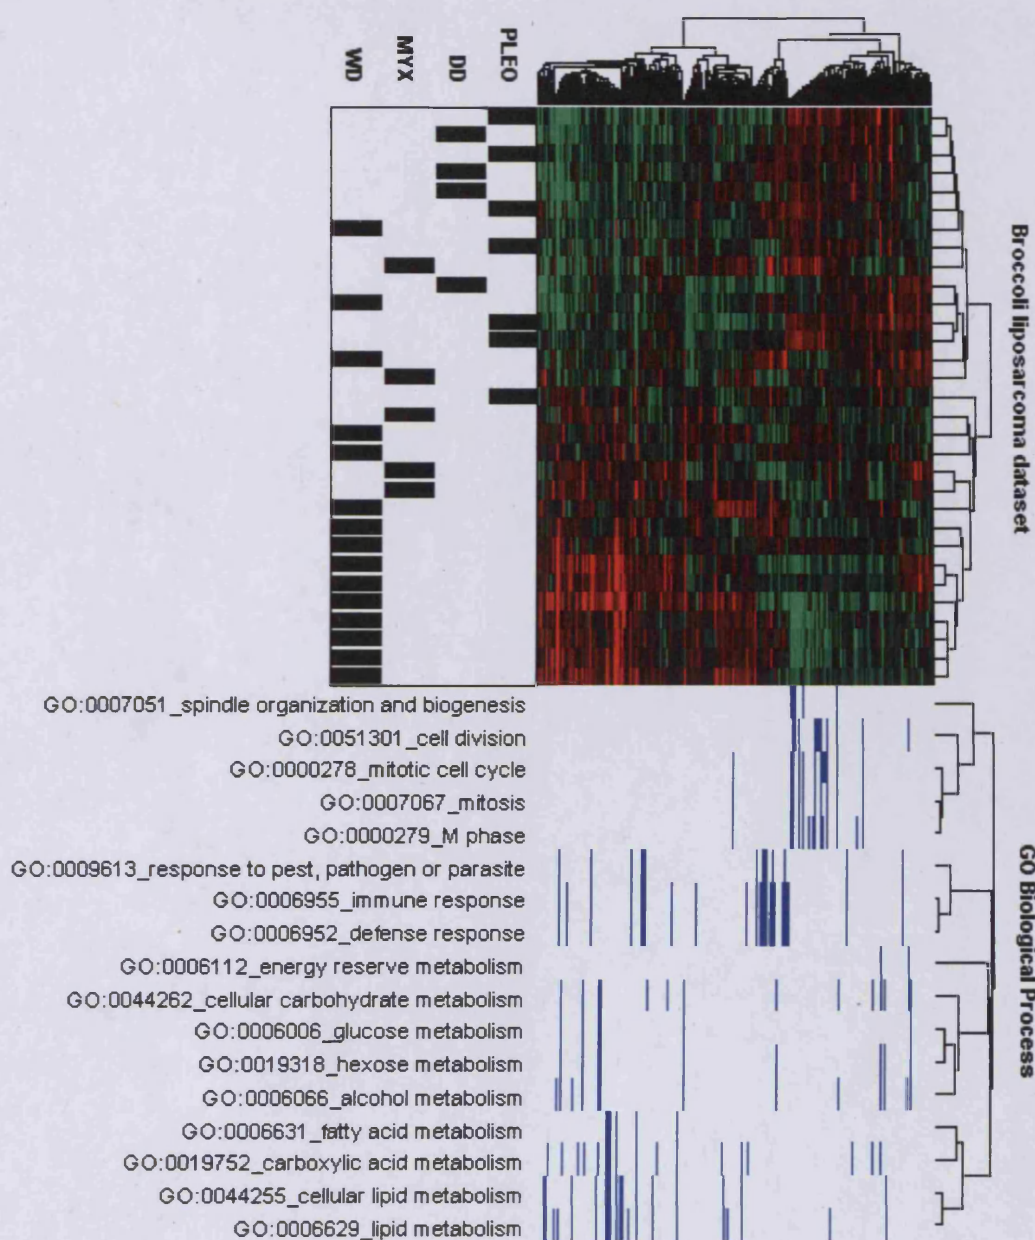 PLEO
DD
MYX
WD
Broccoli liposarcoma dataset
GO:0007051_spindle organization and biogenesis
GO:0051301_cell division
GO:0000278_mitotic cell cycle
GO:0007067_mitosis
GO:0000279_M phase
GO:0009613_response to pest, pathogen or parasite
GO:0006955_immune response
GO:0006952_defense response
GO:0006112_energy reserve metabolism
GO:0044262_cellular carbohydrate metabolism
GO:0006006_glucose metabolism
GO:0019318_hexose metabolism
GO:0006066_alcohol metabolism
GO:0006631_fatty acid metabolism
GO:0019752_carboxylic acid metabolism
GO:0044255_cellular lipid metabolism
GO:0006629_lipid metabolism
GO Biological Process